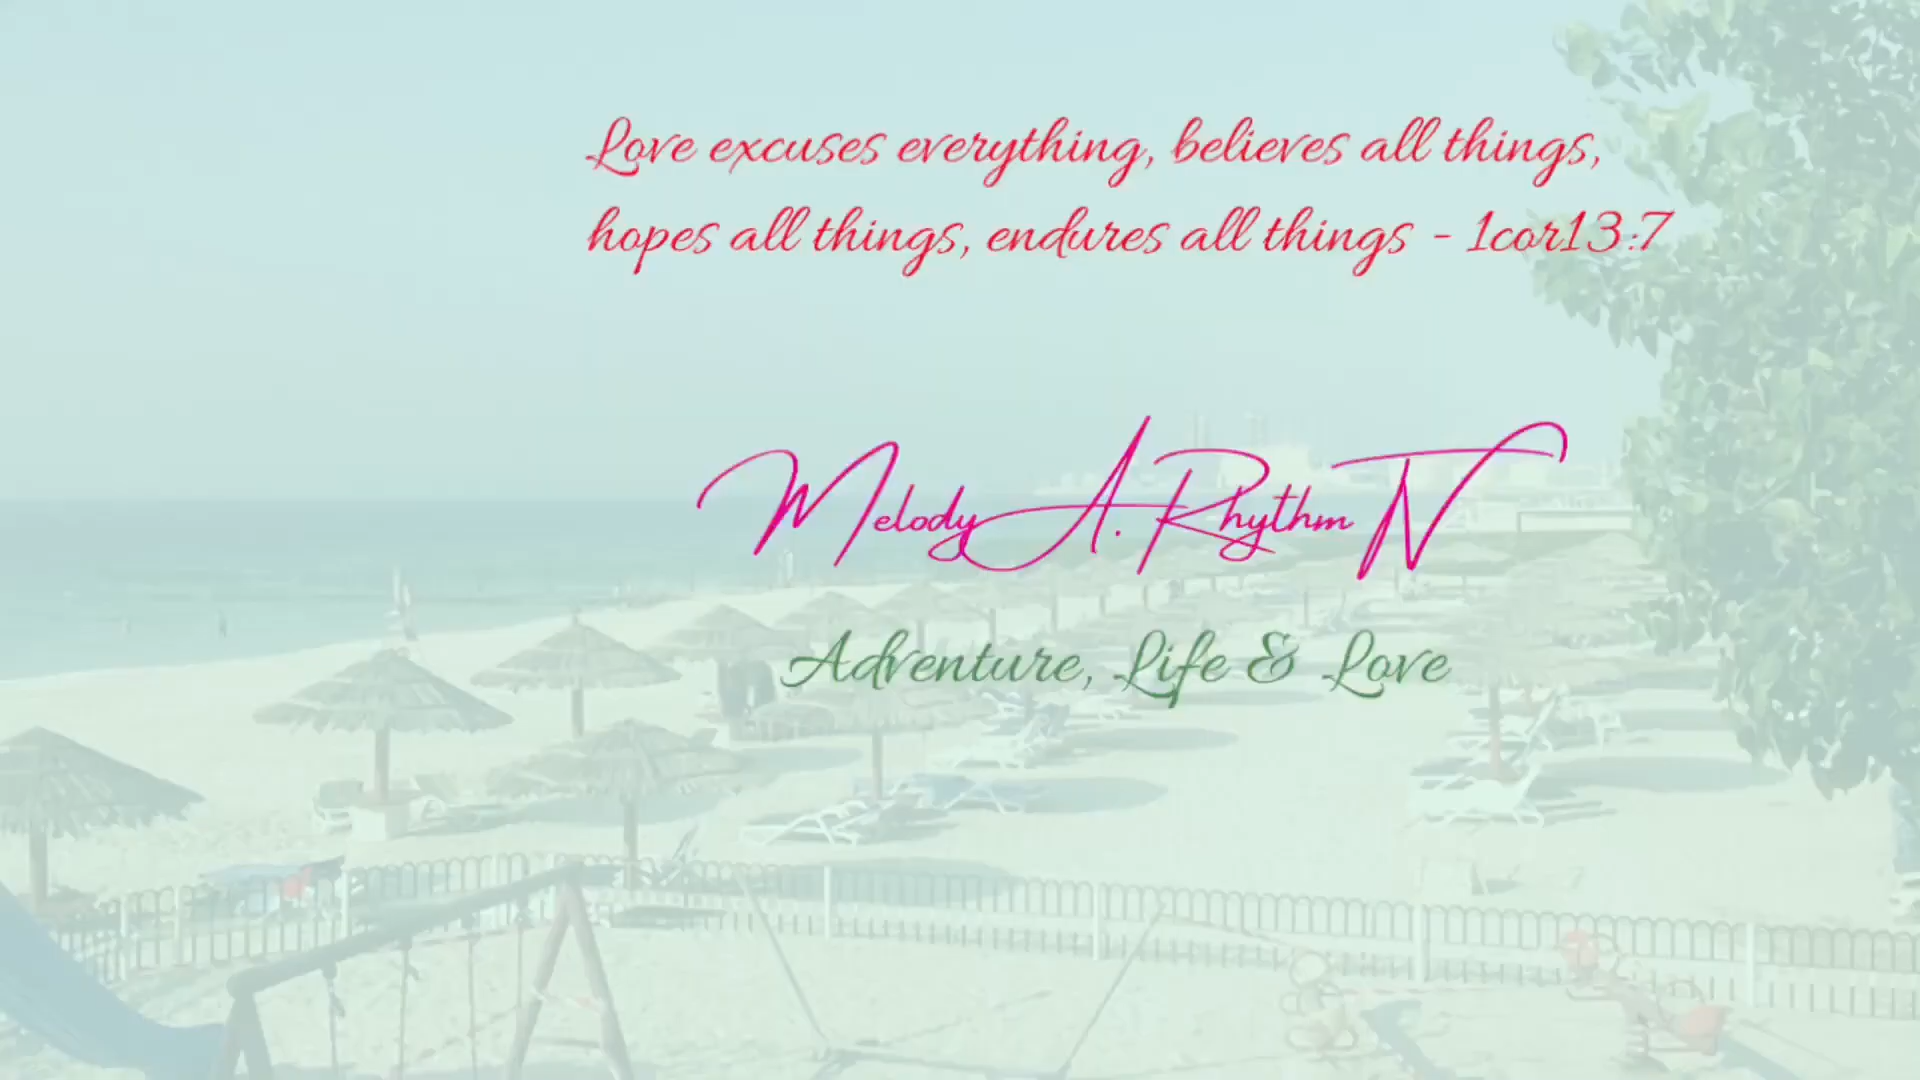 Love excuses everything, believes all things,
hopes all things, endures all things - 1cor13:7
Melody A. Rhythm N
Adventure, Life & Love